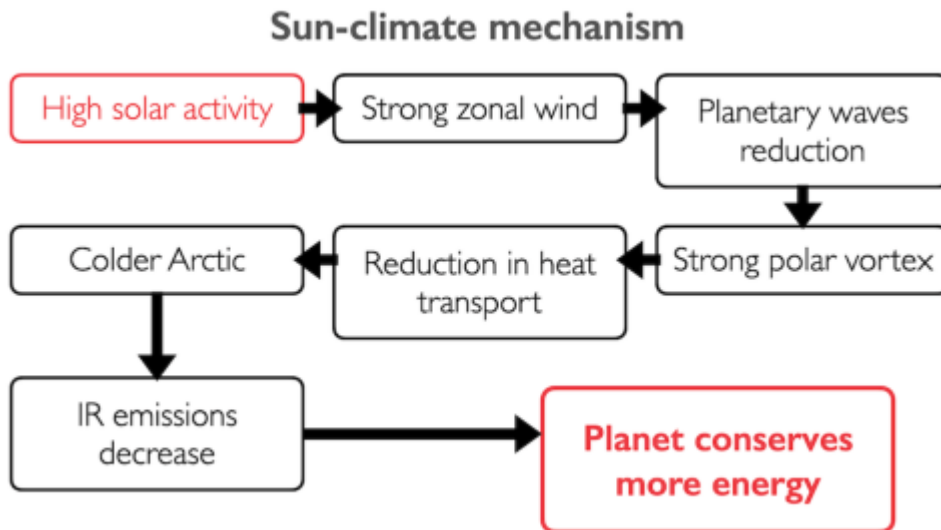 Sun-climate mechanism
High solar activity
Strong zonal wind
Planetary waves
reduction
Strong polar vortex
Reduction in heat
transport
Colder Arctic
IR emissions
decrease
Planet conserves
more energy